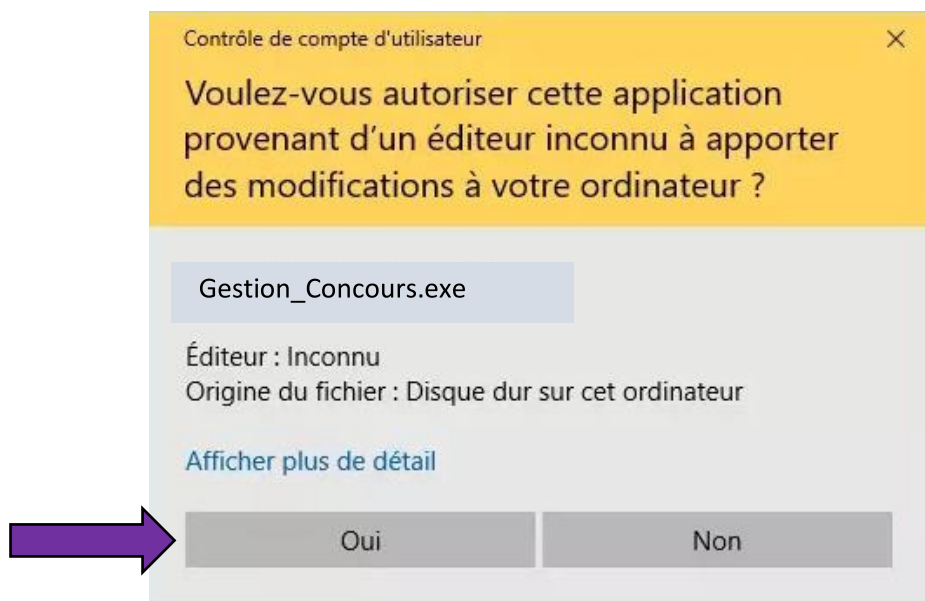 Contrôle de compte d'utilisateur
Voulez-vous autoriser cette application
provenant d’un éditeur inconnu à apporter
des modifications à votre ordinateur ?
Gestion_Concours.exe
Éditeur : Inconnu
Origine du fichier : Disque dur sur cet ordinateur
Afficher plus de détail
Oui
Non